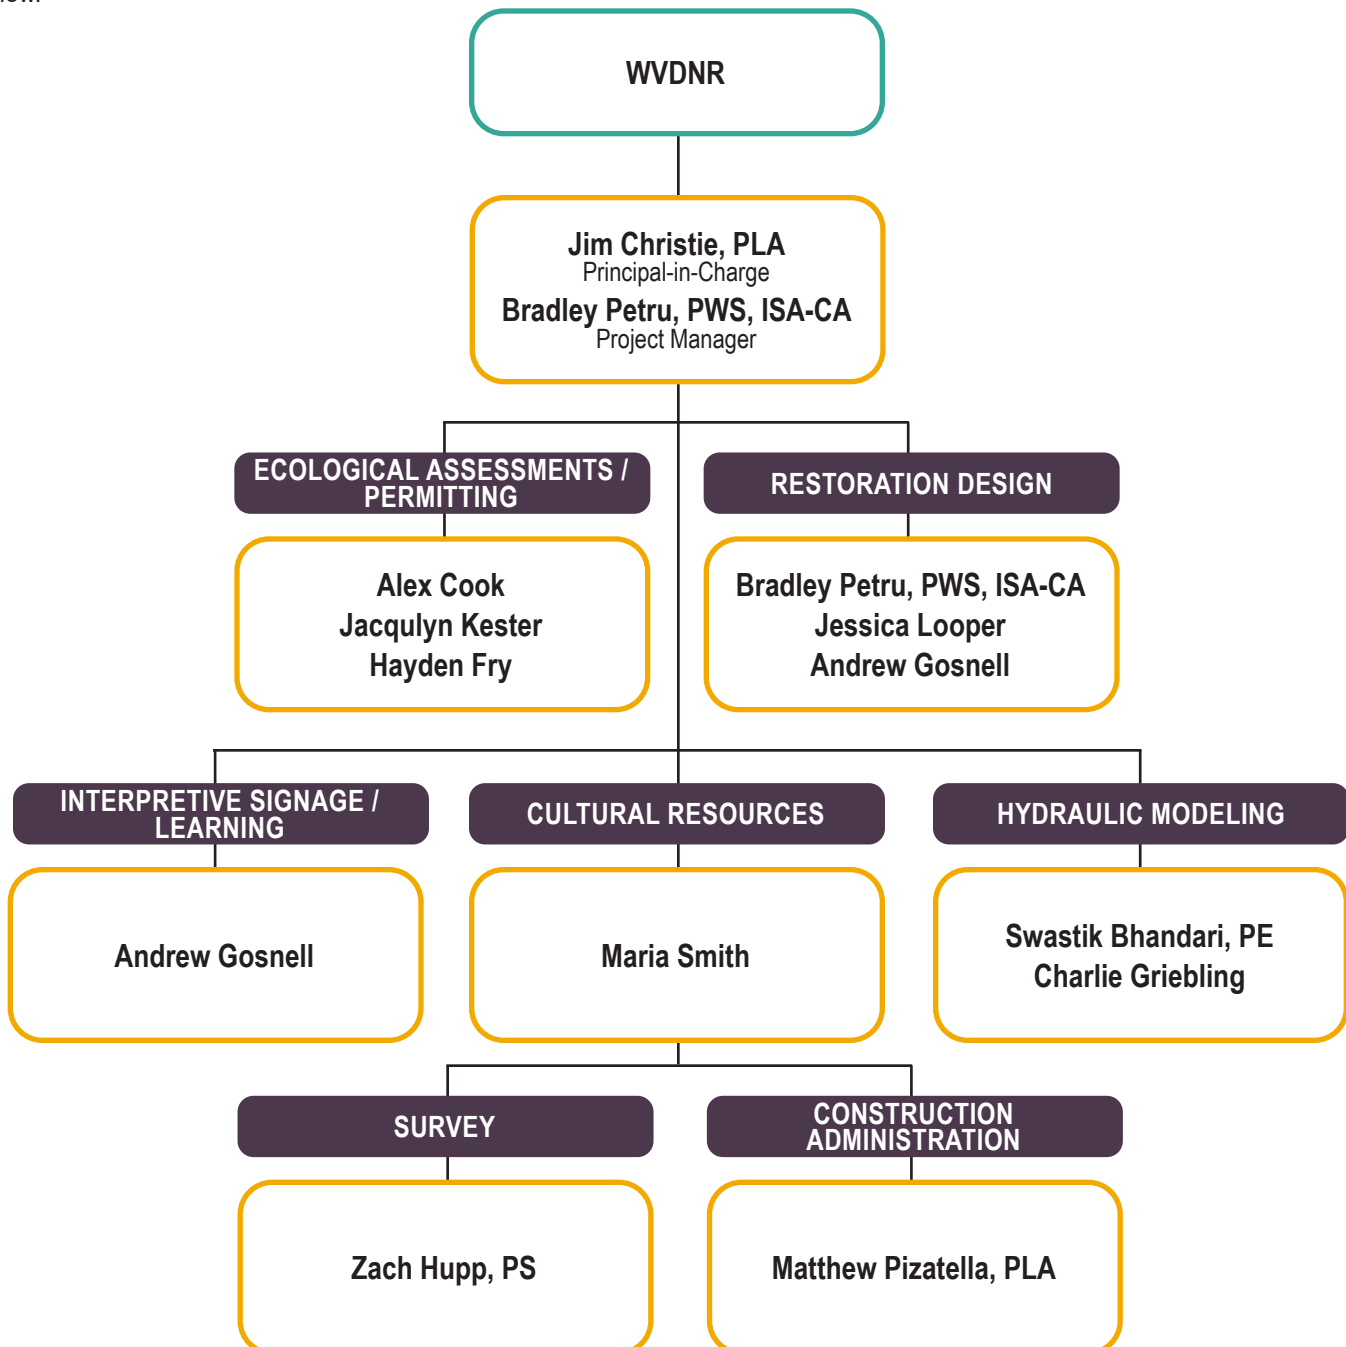 WVDNR
Jim Christie, PLA
Principal-in-Charge
Bradley Petru, PWS, ISA-CA
Project Manager
ECOLOGICAL ASSESSMENTS /
PERMITTING
RESTORATION DESIGN
Alex Cook
Jacqulyn Kester
Hayden Fry
Bradley Petru, PWS, ISA-CA
Jessica Looper
Andrew Gosnell
INTERPRETIVE SIGNAGE /
LEARNING
CULTURAL RESOURCES
HYDRAULIC MODELING
Andrew Gosnell
Maria Smith
Swastik Bhandari, PE
Charlie Griebling
SURVEY
CONSTRUCTION
ADMINISTRATION
Zach Hupp, PS
Matthew Pizatella, PLA